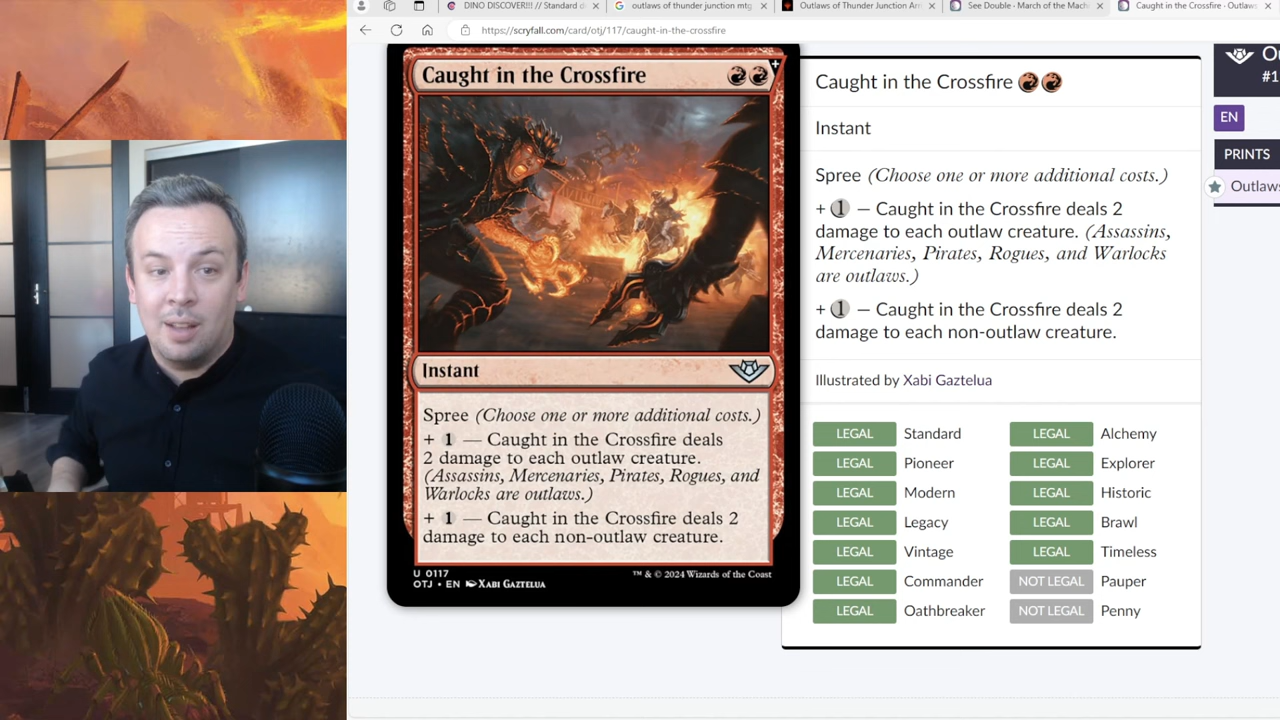 DINO DISCOVER!!! // Standard d
outlaws of thunder junction mtg
Outlaws of Thunder Junction Art
See Double - March of the Mach
Caught in the Crossfire - Outlaws
https://scryfall.com/card/otj/117/caught-in-the-crossfire
Caught in the Crossfire
Instant
Spree (Choose one or more additional costs.)
+ 1 — Caught in the Crossfire deals
2 damage to each outlaw creature.
(Assassins, Mercenaries, Pirates, Rogues, and
Warlocks are outlaws.)
+ 1 — Caught in the Crossfire deals 2
damage to each non-outlaw creature.
U 0117
OTJ • EN XABI GAZTELUA
™ & © 2024 Wizards of the Coast
Caught in the Crossfire
Instant
Spree (Choose one or more additional costs.)
+ 1 — Caught in the Crossfire deals 2
damage to each outlaw creature. (Assassins,
Mercenaries, Pirates, Rogues, and Warlocks
are outlaws.)
+ 1 — Caught in the Crossfire deals 2
damage to each non-outlaw creature.
Illustrated by Xabi Gaztelua
LEGAL Standard LEGAL Alchemy
LEGAL Pioneer LEGAL Explorer
LEGAL Modern LEGAL Historic
LEGAL Legacy LEGAL Brawl
LEGAL Vintage LEGAL Timeless
LEGAL Commander NOT LEGAL Pauper
LEGAL Oathbreaker NOT LEGAL Penny
#1
EN
PRINTS
Outlaws